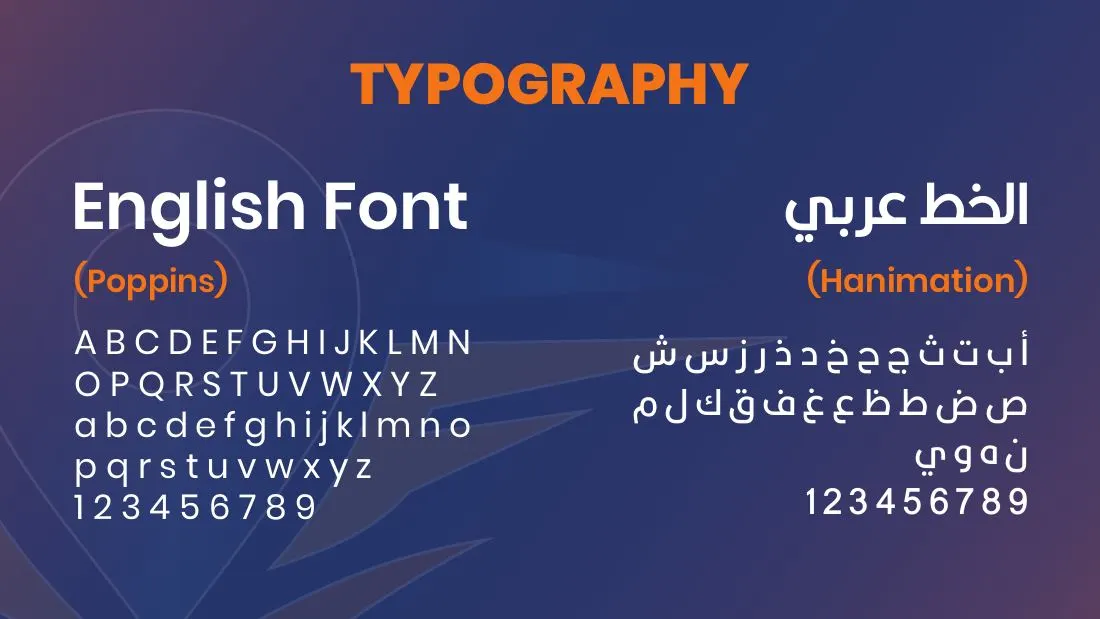 TYPOGRAPHY
English Font
(Poppins)
A B C D E F G H I J K L M N
O P Q R S T U V W X Y Z
a b c d e f g h i j k l m n o
p q r s t u v w x y z
1 2 3 4 5 6 7 8 9
الخط عربي
(Hanimation)
أ ب ت ث ج ح خ د ذ ر ز س ش
ص ض ط ظ ع غ ف ق ك ل م
ن ه و ي
1 2 3 4 5 6 7 8 9